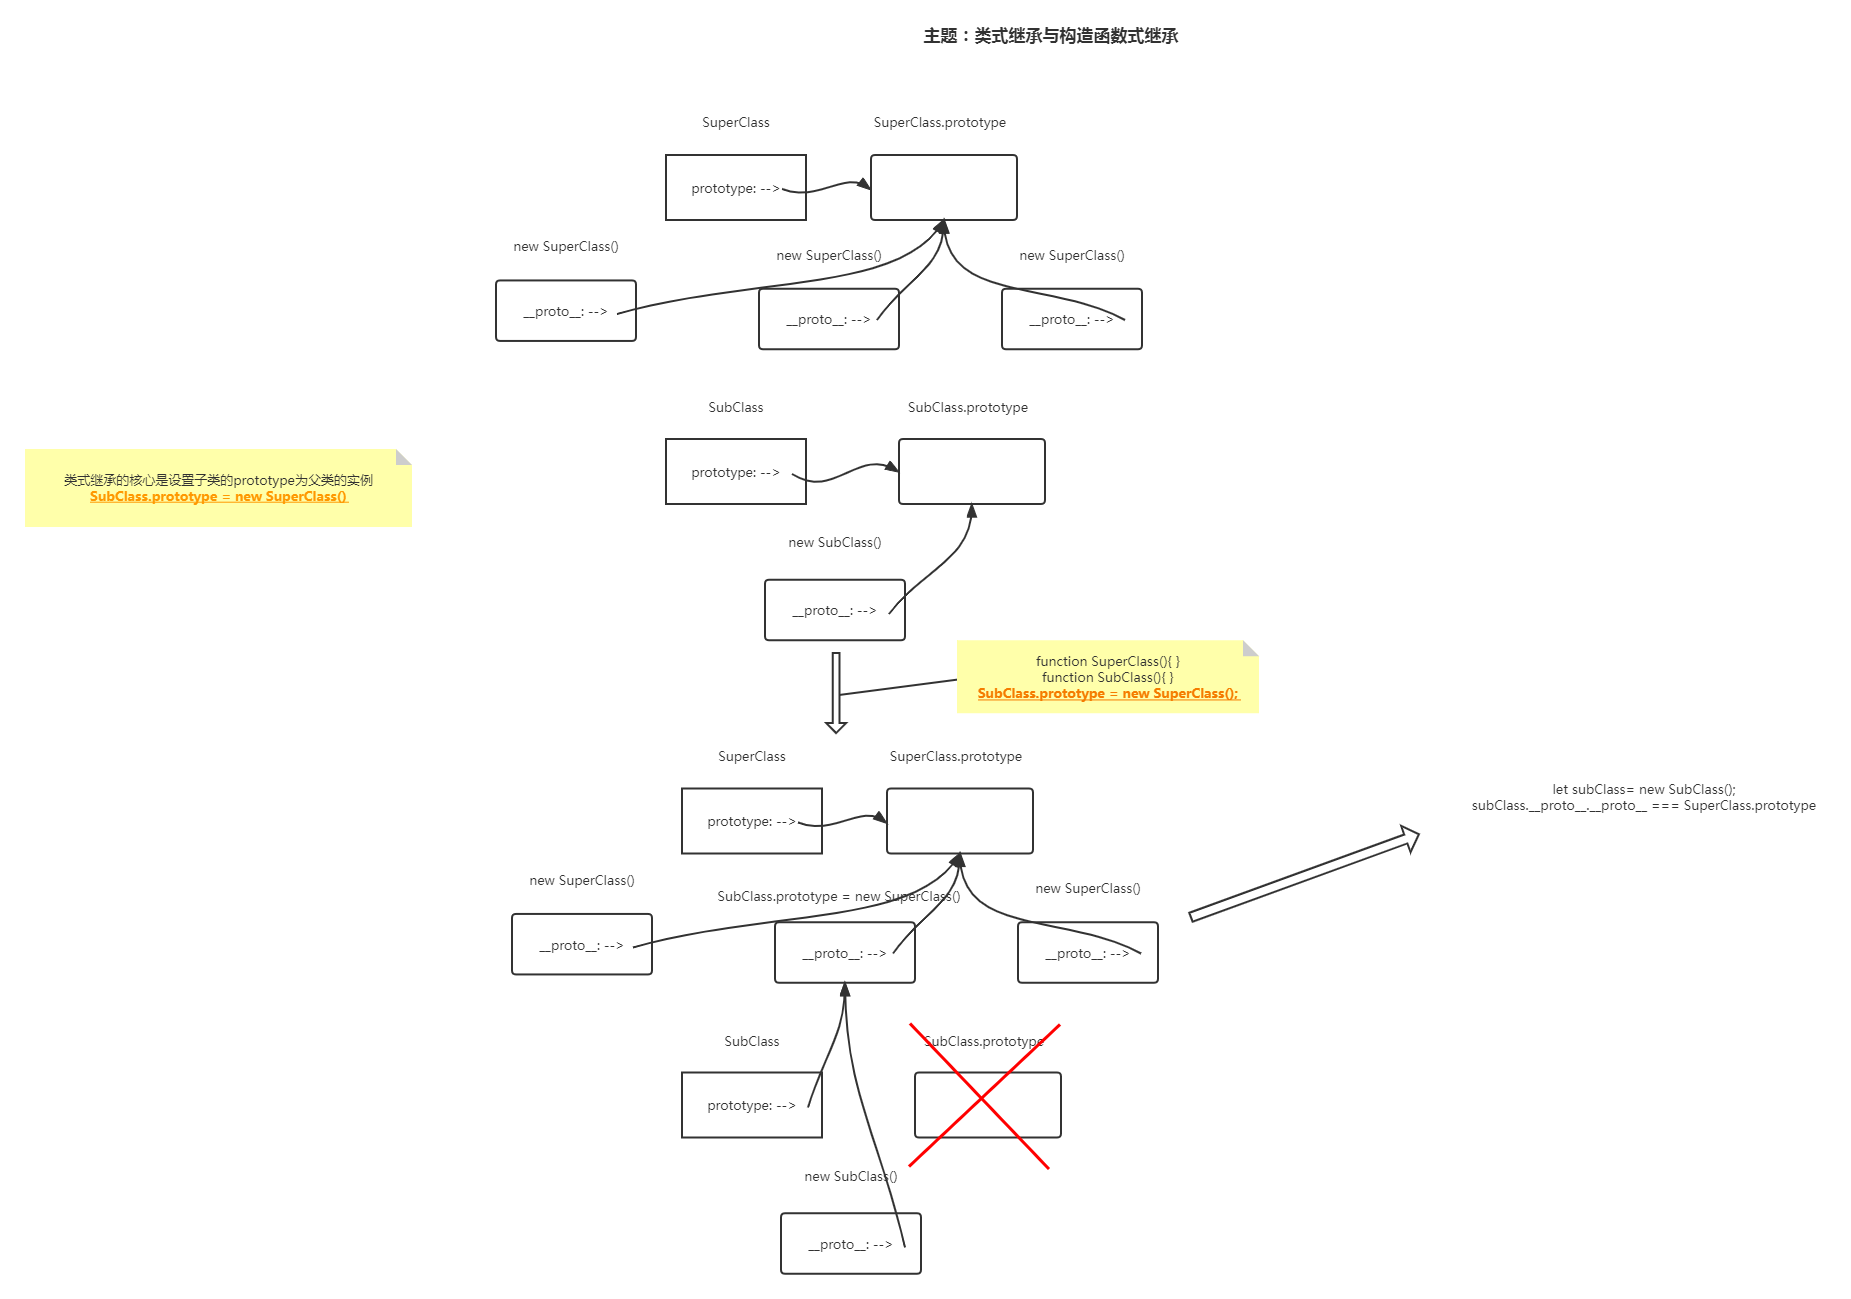 主题：类式继承与构造函数式继承
SuperClass
SuperClass.prototype
prototype: -->
new SuperClass()
new SuperClass()
new SuperClass()
__proto__: -->
__proto__: -->
__proto__: -->
SubClass
SubClass.prototype
prototype: -->
类式继承的核心是设置子类的prototype为父类的实例
SubClass.prototype = new SuperClass()
new SubClass()
__proto__: -->
function SuperClass(){ }
function SubClass(){ }
SubClass.prototype = new SuperClass();
SuperClass
SuperClass.prototype
prototype: -->
let subClass= new SubClass();
subClass.__proto__.__proto__ === SuperClass.prototype
new SuperClass()
SubClass.prototype = new SuperClass()
new SuperClass()
__proto__: -->
__proto__: -->
__proto__: -->
SubClass
SubClass.prototype
prototype: -->
new SubClass()
__proto__: -->